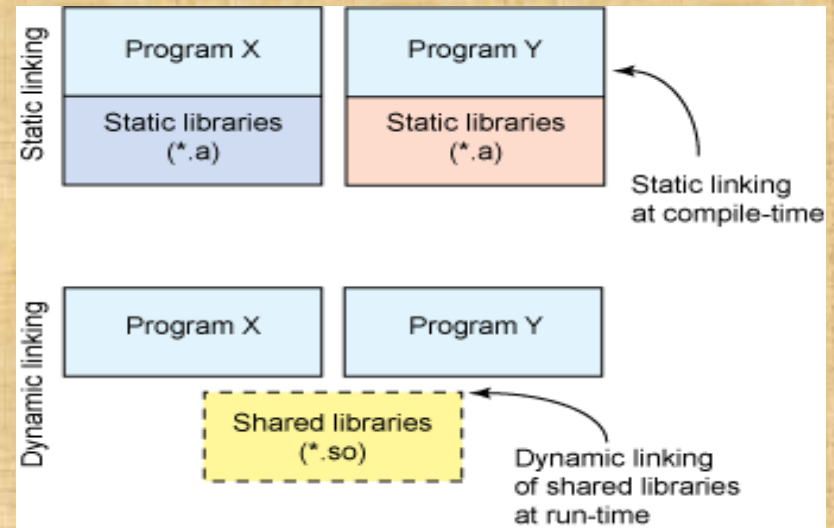 Static linking
Program X
Program Y
Static libraries
(*.a)
Static libraries
(*.a)
Static linking
at compile-time
Dynamic linking
Program X
Program Y
Shared libraries
(*.so)
Dynamic linking
of shared libraries
at run-time